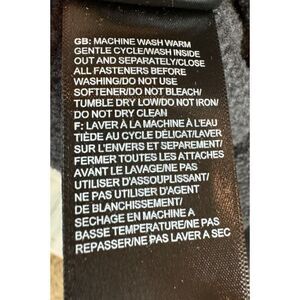 GB: MACHINE WASH WARM
GENTLE CYCLE/WASH INSIDE
OUT AND SEPARATELY/CLOSE
ALL FASTENERS BEFORE
WASHING/DO NOT USE
SOFTENER/DO NOT BLEACH/
TUMBLE DRY LOW/DO NOT IRON/
DO NOT DRY CLEAN
F: LAVER À LA MACHINE À L'EAU
TIÈDE AU CYCLE DÉLICAT/LAVER
SUR L'ENVERS ET SEPAREMENT/
FERMER TOUTES LES ATTACHES
AVANT LE LAVAGE/NE PAS
UTILISER D'ASSOUPLISSANT/
NE PAS UTILISER D'AGENT
DE BLANCHISSEMENT/
SECHAGE EN MACHINE A
BASSE TEMPERATURE/NE PAS
REPASSER/NE PAS LAVER A SEC